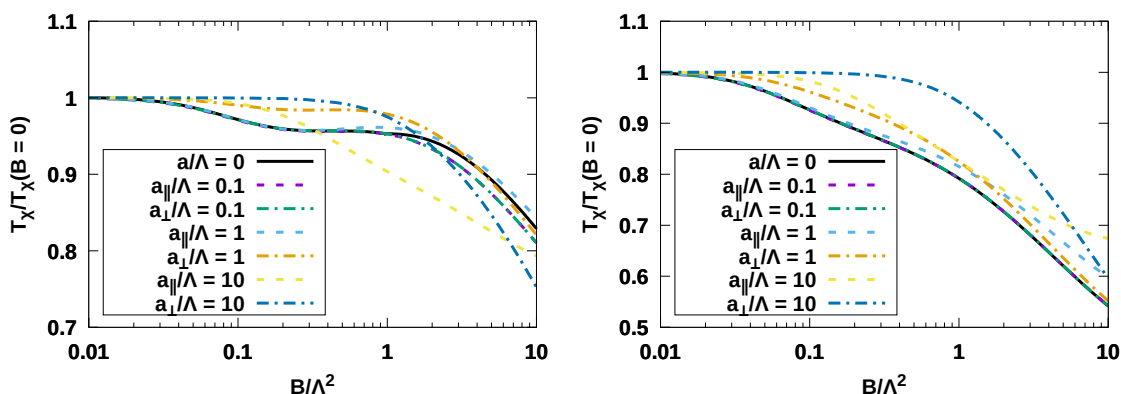 1.1
1
0.9
0.8
0.7
T_χ/T_χ(B = 0)
a/Λ = 0
a_∥/Λ = 0.1
a_⊥/Λ = 0.1
a_∥/Λ = 1
a_⊥/Λ = 1
a_∥/Λ = 10
a_⊥/Λ = 10
0.01 0.1 1 10
B/Λ²
1.1
1
0.9
0.8
0.7
0.6
0.5
T_χ/T_χ(B = 0)
a/Λ = 0
a_∥/Λ = 0.1
a_⊥/Λ = 0.1
a_∥/Λ = 1
a_⊥/Λ = 1
a_∥/Λ = 10
a_⊥/Λ = 10
0.01 0.1 1 10
B/Λ²